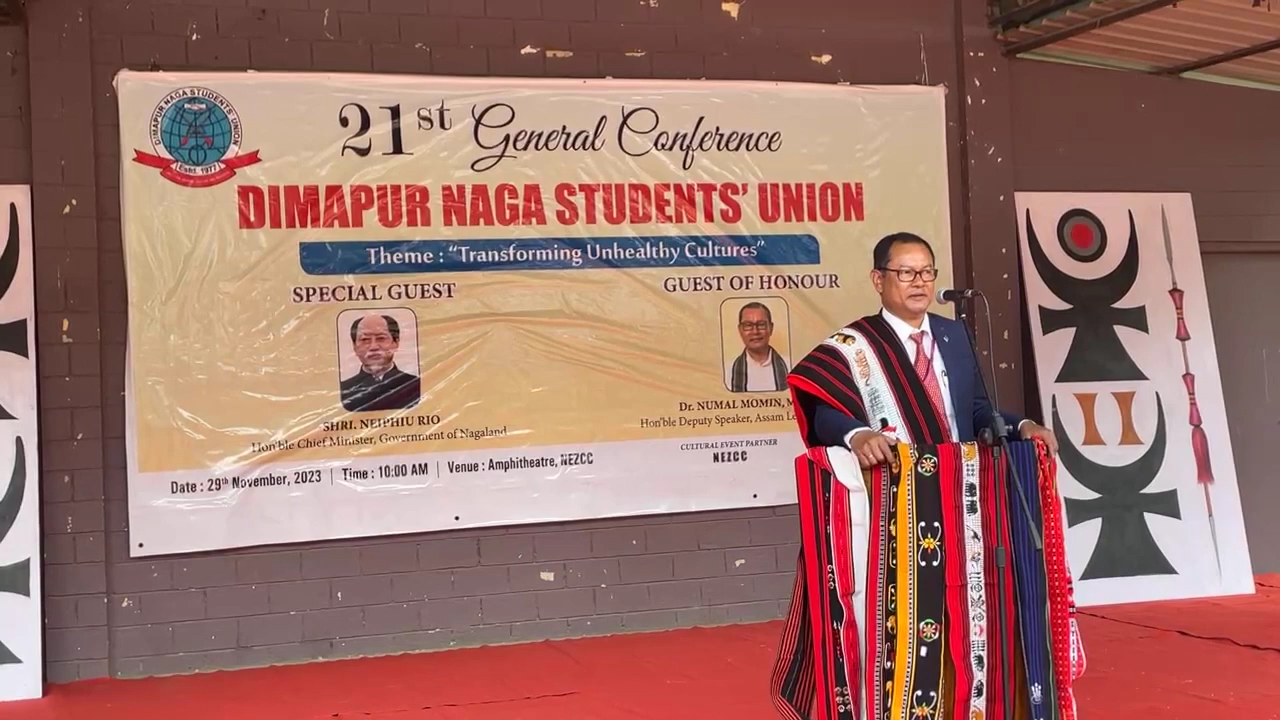 DIMAPUR NAGA STUDENTS' UNION
Estd. 1977
21st General Conference
DIMAPUR NAGA STUDENTS' UNION
Theme : "Transforming Unhealthy Cultures"
SPECIAL GUEST
GUEST OF HONOUR
SHRI. NEIPHIU RIO
Hon'ble Chief Minister, Government of Nagaland
Dr. NUMAL MOMIN,
Hon'ble Deputy Speaker, Assam
CULTURAL EVENT PARTNER
NEZCC
Date : 29th November, 2023 | Time : 10:00 AM | Venue : Amphitheatre, NEZCC